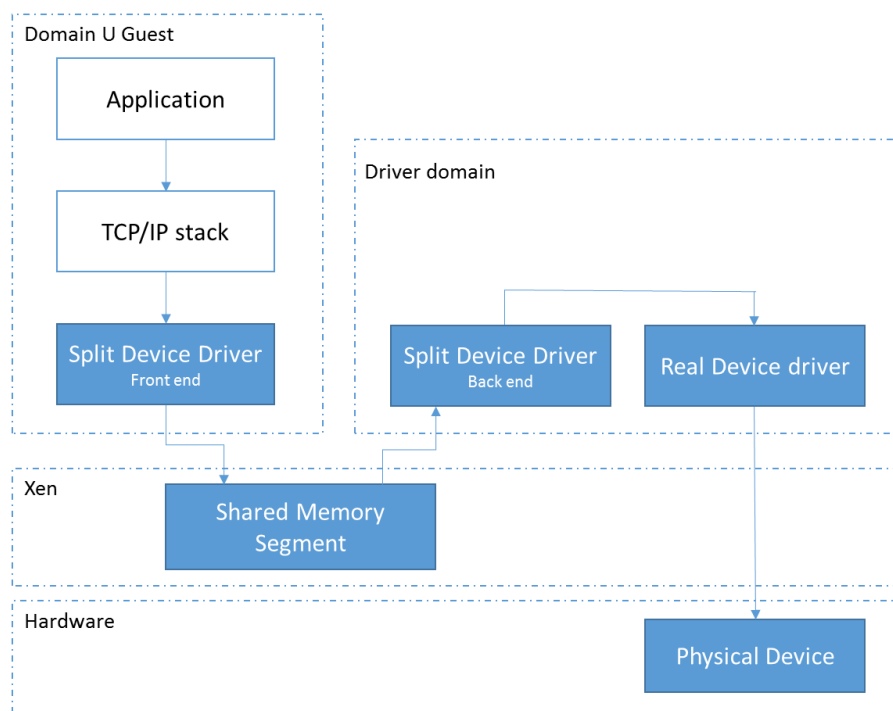 Domain U Guest
Application
TCP/IP stack
Split Device Driver
Front end
Driver domain
Split Device Driver
Back end
Real Device driver
Xen
Shared Memory
Segment
Hardware
Physical Device